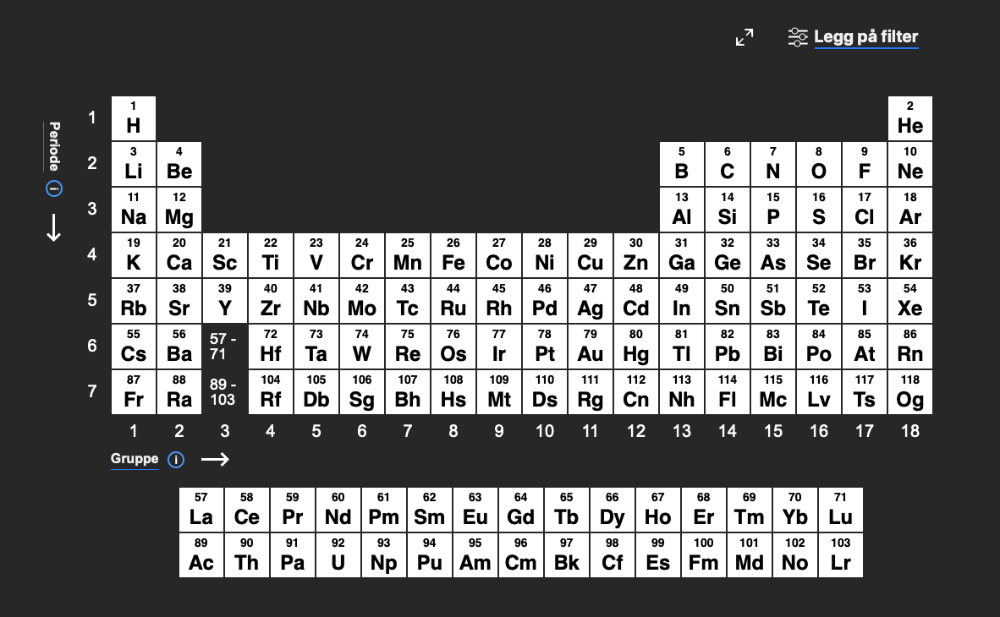 Legg på filter
Periode
1 2
1 H He
3 4 5 6 7 8 9 10
2 Li Be B C N O F Ne
11 12 13 14 15 16 17 18
3 Na Mg Al Si P S Cl Ar
19 20 21 22 23 24 25 26 27 28 29 30 31 32 33 34 35 36
4 K Ca Sc Ti V Cr Mn Fe Co Ni Cu Zn Ga Ge As Se Br Kr
37 38 39 40 41 42 43 44 45 46 47 48 49 50 51 52 53 54
5 Rb Sr Y Zr Nb Mo Tc Ru Rh Pd Ag Cd In Sn Sb Te I Xe
55 56 57 - 72 73 74 75 76 77 78 79 80 81 82 83 84 85 86
6 Cs Ba 71 Hf Ta W Re Os Ir Pt Au Hg Tl Pb Bi Po At Rn
87 88 89 - 104 105 106 107 108 109 110 111 112 113 114 115 116 117 118
7 Fr Ra 103 Rf Db Sg Bh Hs Mt Ds Rg Cn Nh Fl Mc Lv Ts Og
1 2 3 4 5 6 7 8 9 10 11 12 13 14 15 16 17 18
Gruppe
57 58 59 60 61 62 63 64 65 66 67 68 69 70 71
La Ce Pr Nd Pm Sm Eu Gd Tb Dy Ho Er Tm Yb Lu
89 90 91 92 93 94 95 96 97 98 99 100 101 102 103
Ac Th Pa U Np Pu Am Cm Bk Cf Es Fm Md No Lr